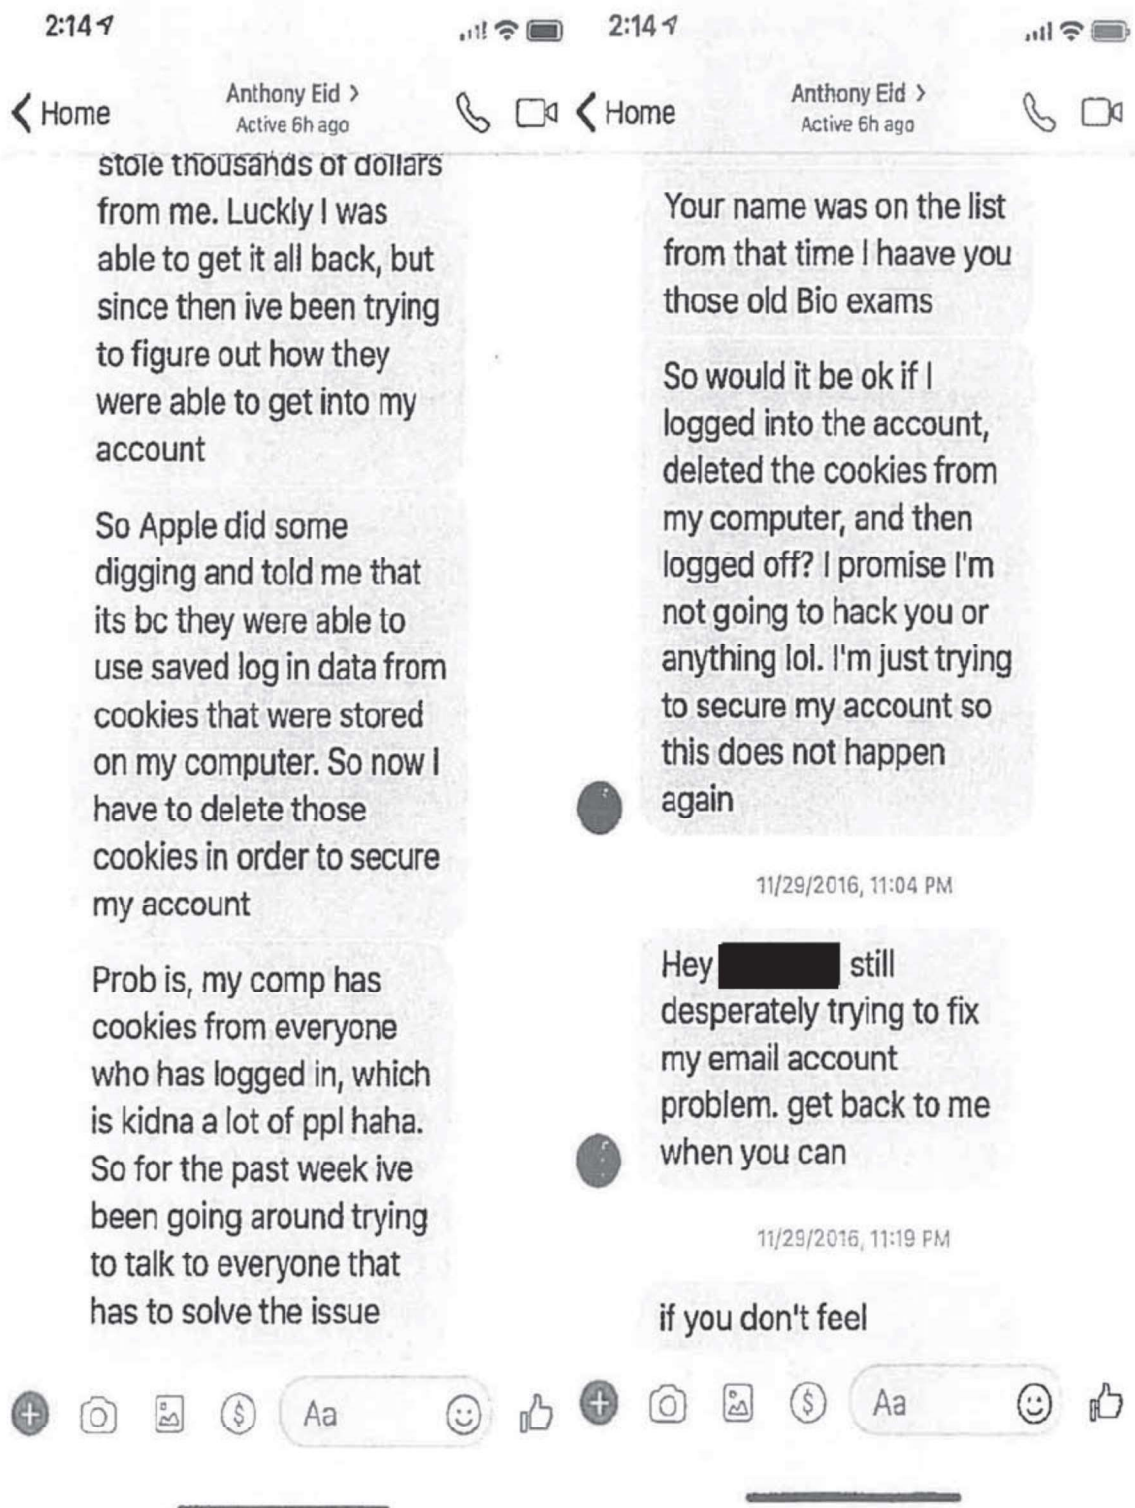 2:14
Home
Anthony Eid >
Active 6h ago
stole thousands of dollars
from me. Luckly I was
able to get it all back, but
since then ive been trying
to figure out how they
were able to get into my
account
So Apple did some
digging and told me that
its bc they were able to
use saved log in data from
cookies that were stored
on my computer. So now I
have to delete those
cookies in order to secure
my account
Prob is, my comp has
cookies from everyone
who has logged in, which
is kidna a lot of ppl haha.
So for the past week ive
been going around trying
to talk to everyone that
has to solve the issue
Aa
2:14
Home
Anthony Eid >
Active 6h ago
Your name was on the list
from that time I haave you
those old Bio exams
So would it be ok if I
logged into the account,
deleted the cookies from
my computer, and then
logged off? I promise I'm
not going to hack you or
anything lol. I'm just trying
to secure my account so
this does not happen
again
11/29/2016, 11:04 PM
Hey still
desperately trying to fix
my email account
problem. get back to me
when you can
11/29/2016, 11:19 PM
if you don't feel
Aa